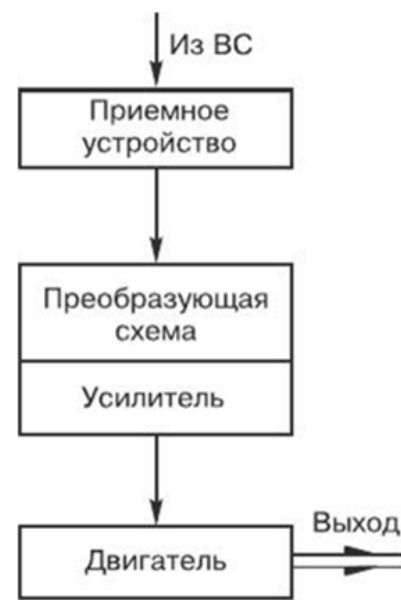 Из ВС
Приемное
устройство
Преобразующая
схема
Усилитель
Выход
Двигатель